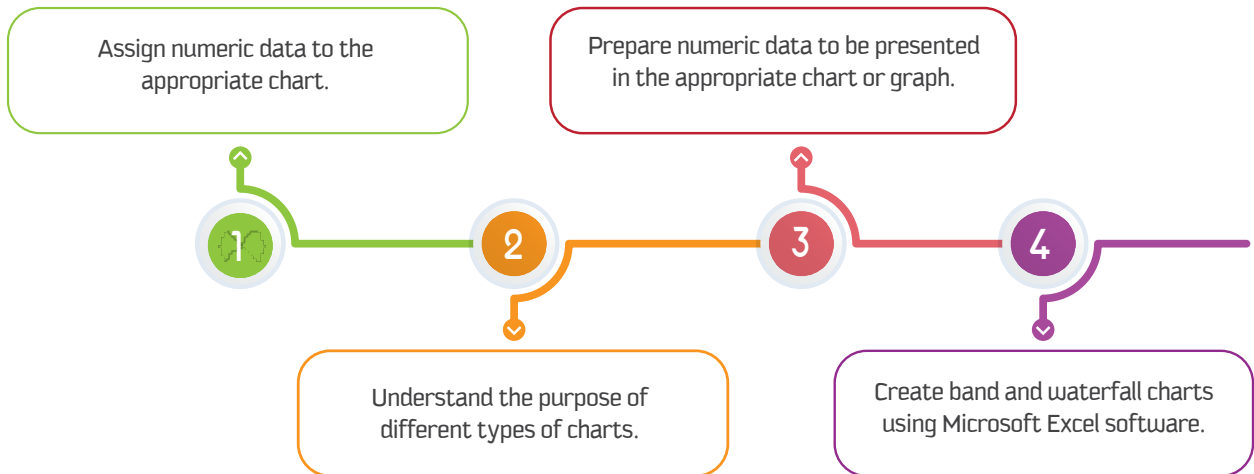 Assign numeric data to the
appropriate chart.
Prepare numeric data to be presented
in the appropriate chart or graph.
1
2
3
4
Understand the purpose of
different types of charts.
Create band and waterfall charts
using Microsoft Excel software.